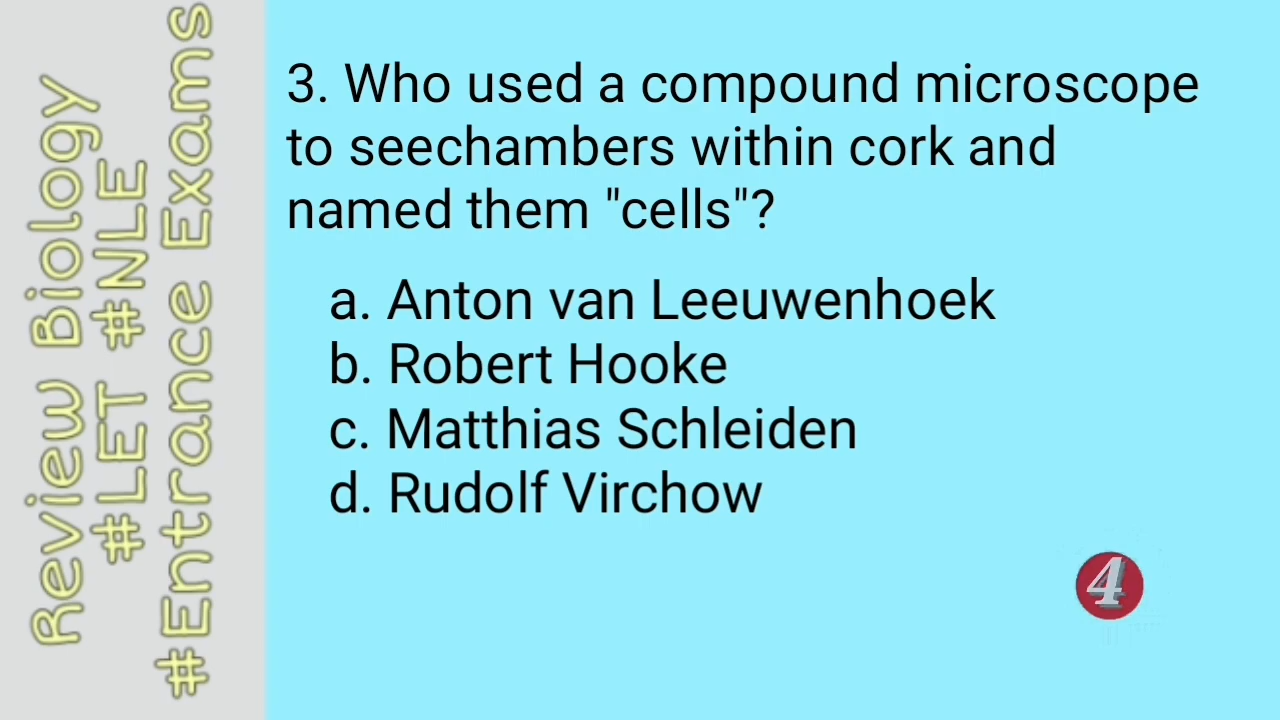 Review Biology
#LET #NLE
#Entrance Exams
3. Who used a compound microscope
to seechambers within cork and
named them "cells"?
a. Anton van Leeuwenhoek
b. Robert Hooke
c. Matthias Schleiden
d. Rudolf Virchow
4